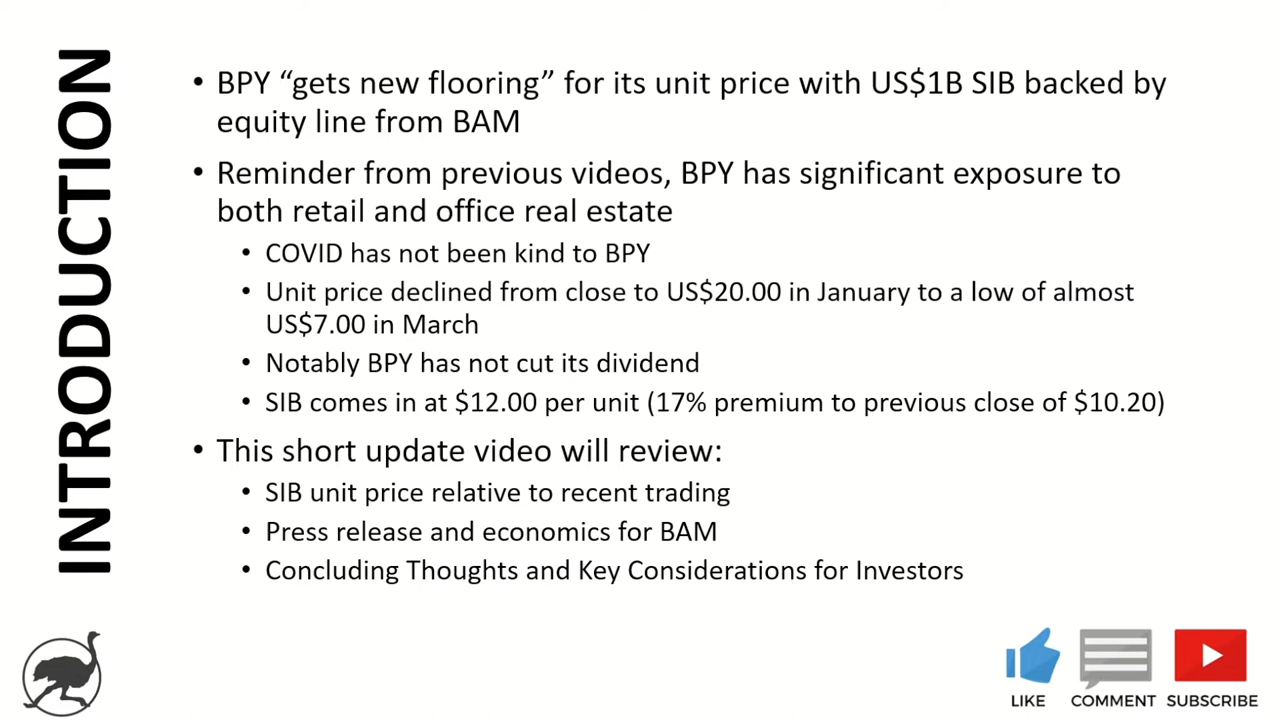 INTRODUCTION
• BPY “gets new flooring” for its unit price with US$1B SIB backed by
equity line from BAM
• Reminder from previous videos, BPY has significant exposure to
both retail and office real estate
• COVID has not been kind to BPY
• Unit price declined from close to US$20.00 in January to a low of almost
US$7.00 in March
• Notably BPY has not cut its dividend
• SIB comes in at $12.00 per unit (17% premium to previous close of $10.20)
• This short update video will review:
• SIB unit price relative to recent trading
• Press release and economics for BAM
• Concluding Thoughts and Key Considerations for Investors
LIKE COMMENT SUBSCRIBE